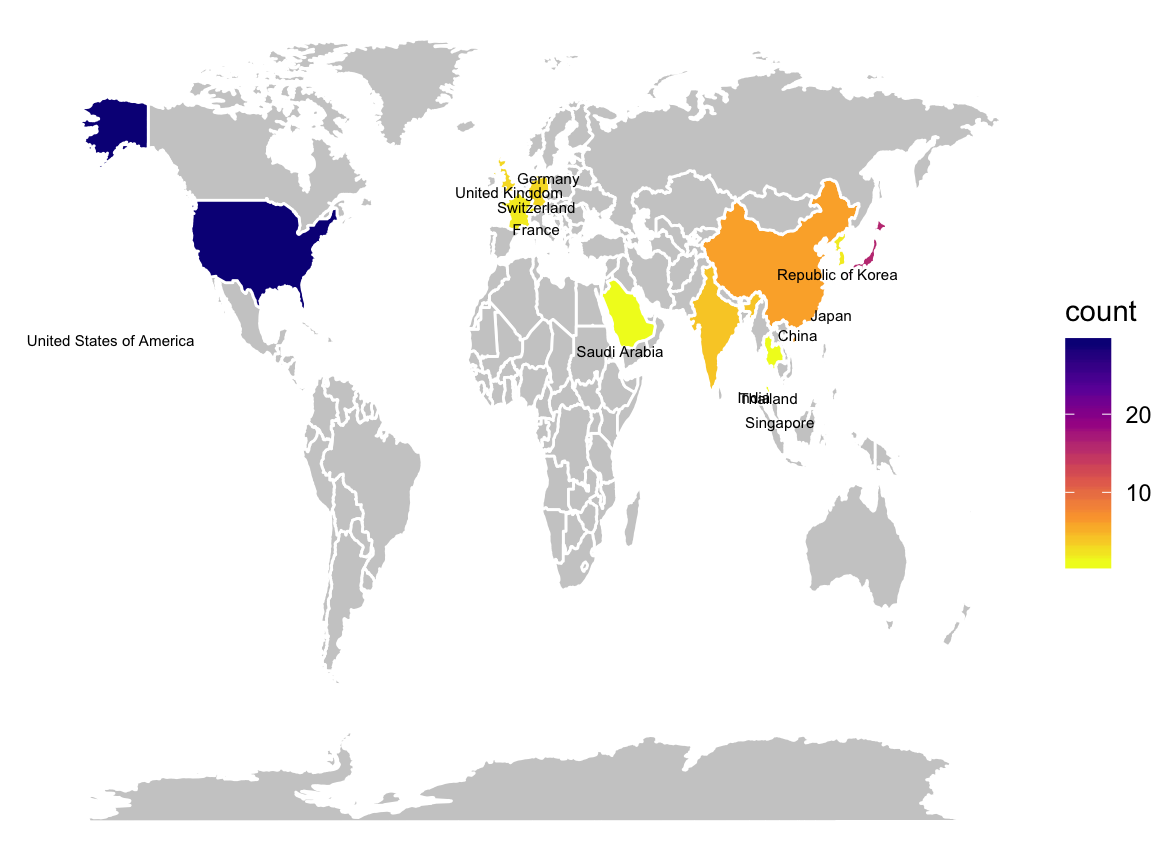 Germany
United Kingdom
Switzerland
France
Republic of Korea
count
Japan
China
United States of America
Saudi Arabia
India
Thailand
Singapore
20
10